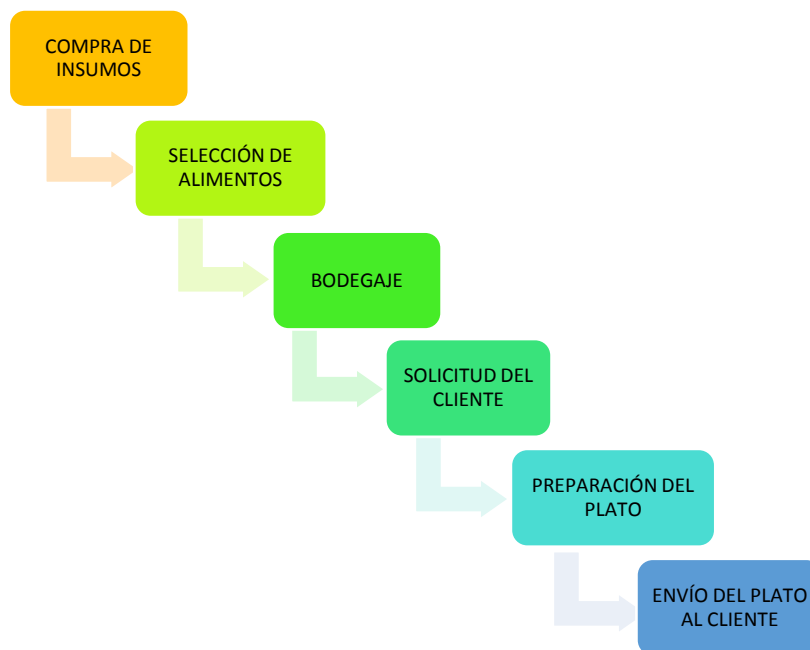 COMPRA DE
INSUMOS
SELECCIÓN DE
ALIMENTOS
BODEGAJE
SOLICITUD DEL
CLIENTE
PREPARACIÓN DEL
PLATO
ENVÍO DEL PLATO
AL CLIENTE